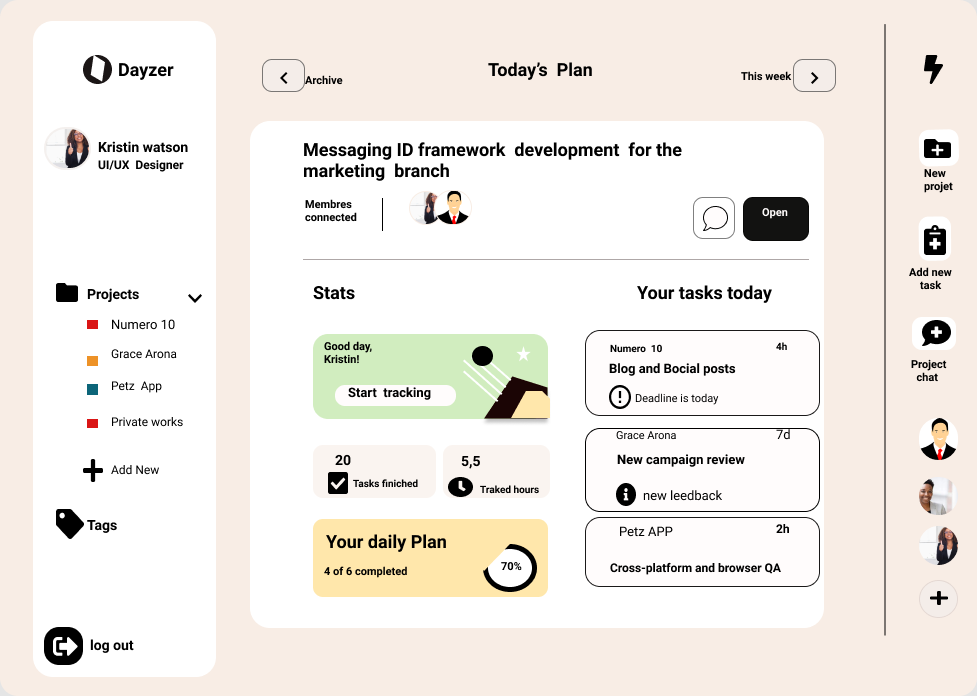 Dayzer
Kristin watson
UI/UX Designer
Projects
Numero 10
Grace Arona
Petz App
Private works
Add New
Tags
log out
Archive
Today's Plan
This week
Messaging ID framework development for the
marketing branch
Membres
connected
Open
Stats
Good day,
Kristin!
Start tracking
20
Tasks finiched
5,5
Traked hours
Your daily Plan
4 of 6 completed
70%
Your tasks today
Numero 10
4h
Blog and Bocial posts
Deadline is today
Grace Arona
7d
New campaign review
new leedback
Petz APP
2h
Cross-platform and browser QA
New
projet
Add new
task
Project
chat